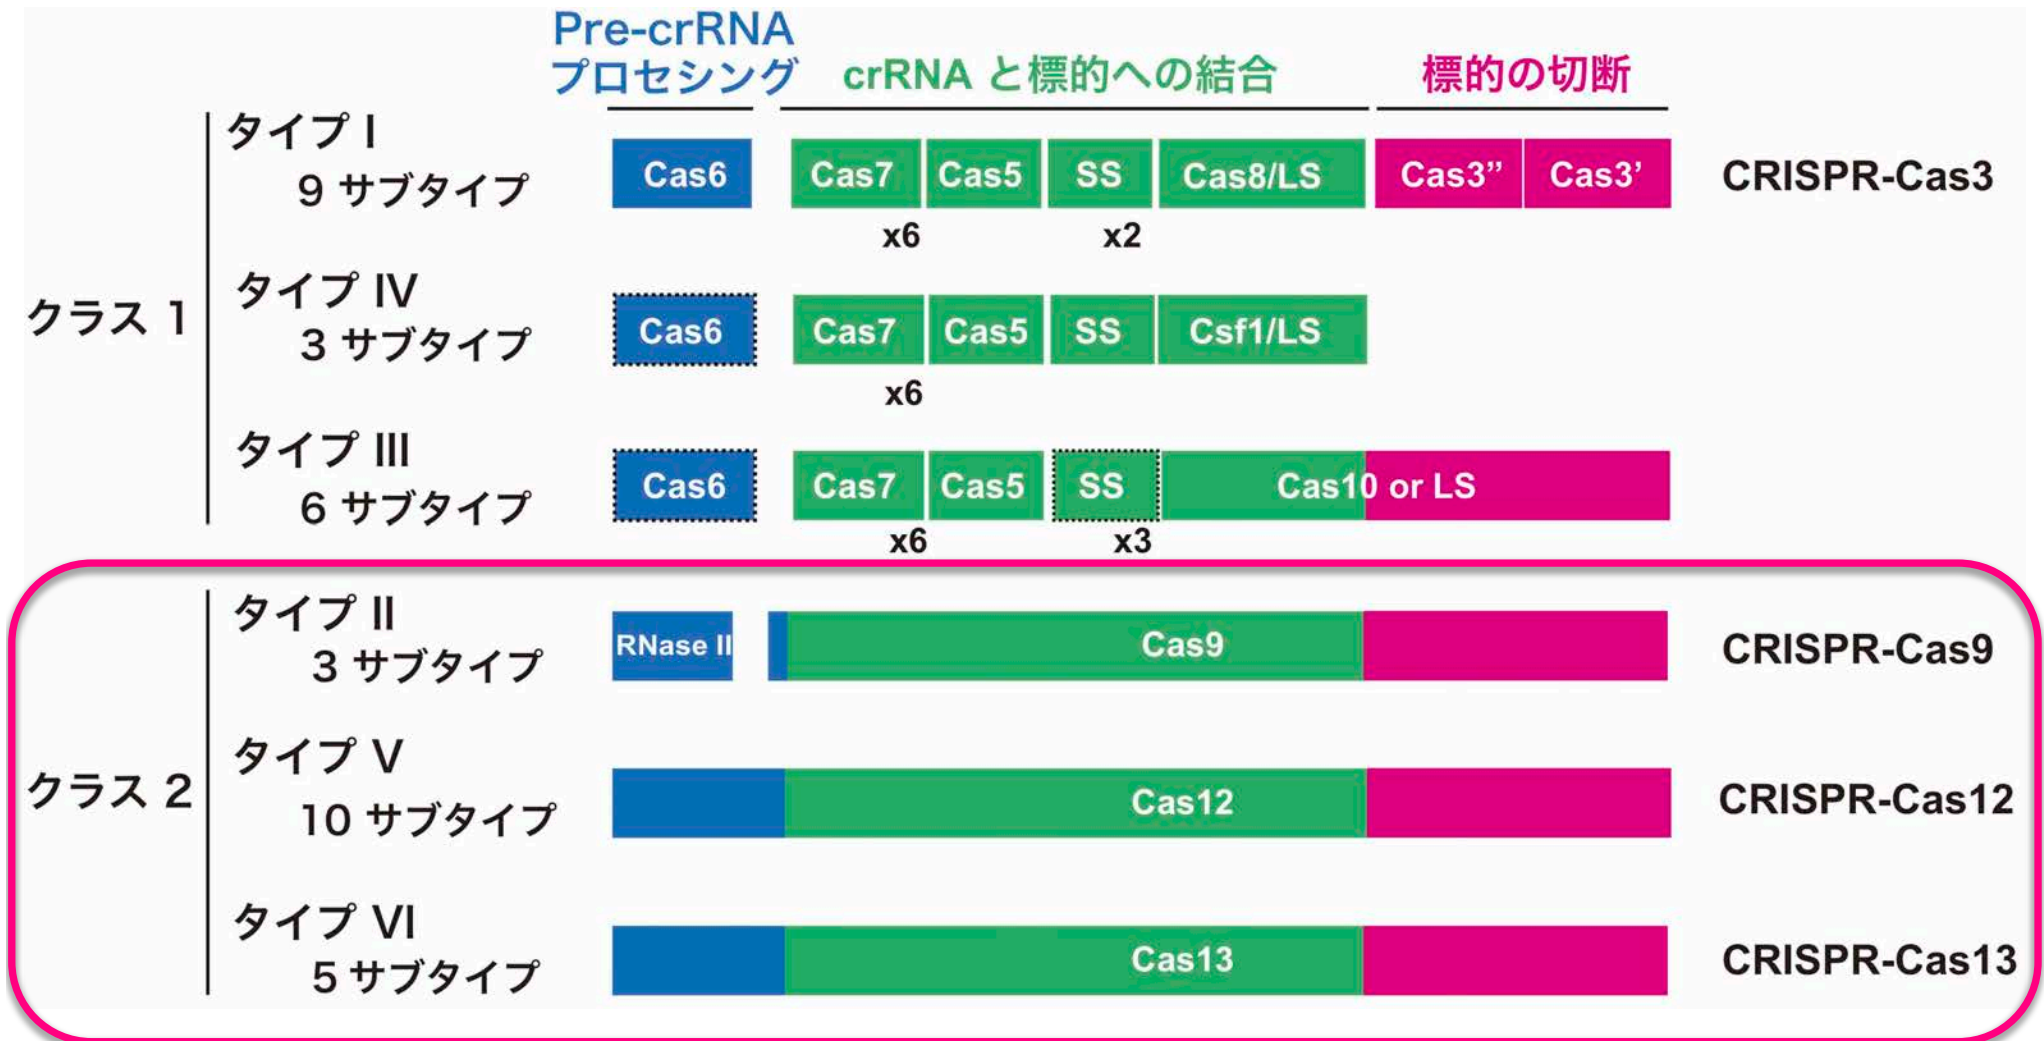 Pre-crRNA
プロセシング
crRNA と標的への結合
標的の切断
クラス 1
タイプ I
9 サブタイプ
Cas6 Cas7 Cas5 SS Cas8/LS Cas3” Cas3’
CRISPR-Cas3
x6 x2
タイプ IV
3 サブタイプ
Cas6 Cas7 Cas5 SS Csf1/LS
x6
タイプ III
6 サブタイプ
Cas6 Cas7 Cas5 SS Cas10 or LS
x6 x3
クラス 2
タイプ II
3 サブタイプ
RNase II Cas9
CRISPR-Cas9
タイプ V
10 サブタイプ
Cas12
CRISPR-Cas12
タイプ VI
5 サブタイプ
Cas13
CRISPR-Cas13